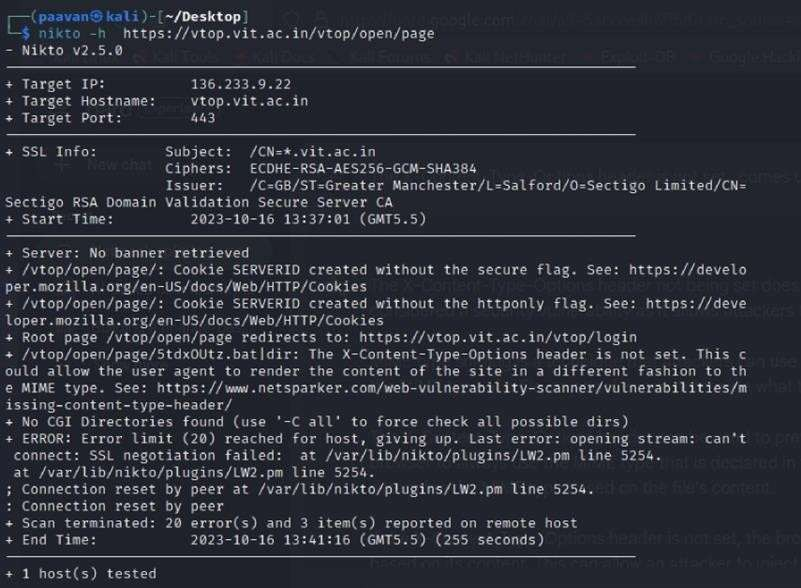 (paavan㉿kali)-[~/Desktop]
$ nikto -h https://vtop.vit.ac.in/vtop/open/page
- Nikto v2.5.0
+ Target IP: 136.233.9.22
+ Target Hostname: vtop.vit.ac.in
+ Target Port: 443
+ SSL Info: Subject: /CN=*.vit.ac.in
Ciphers: ECDHE-RSA-AES256-GCM-SHA384
Issuer: /C=GB/ST=Greater Manchester/L=Salford/O=Sectigo Limited/CN=
Sectigo RSA Domain Validation Secure Server CA
+ Start Time: 2023-10-16 13:37:01 (GMT5.5)
+ Server: No banner retrieved
+ /vtop/open/page/: Cookie SERVERID created without the secure flag. See: https://develo
per.mozilla.org/en-US/docs/Web/HTTP/Cookies
+ /vtop/open/page/: Cookie SERVERID created without the httponly flag. See: https://deve
loper.mozilla.org/en-US/docs/Web/HTTP/Cookies
+ Root page /vtop/open/page redirects to: https://vtop.vit.ac.in/vtop/login
+ /vtop/open/page/5tdxOUtz.bat|dir: The X-Content-Type-Options header is not set. This c
ould allow the user agent to render the content of the site in a different fashion to th
e MIME type. See: https://www.netsparker.com/web-vulnerability-scanner/vulnerabilities/m
issing-content-type-header/
+ No CGI Directories found (use '-C all' to force check all possible dirs)
+ ERROR: Error limit (20) reached for host, giving up. Last error: opening stream: can't
connect: SSL negotiation failed: at /var/lib/nikto/plugins/LW2.pm line 5254.
at /var/lib/nikto/plugins/LW2.pm line 5254.
; Connection reset by peer at /var/lib/nikto/plugins/LW2.pm line 5254.
: Connection reset by peer
+ Scan terminated: 20 error(s) and 3 item(s) reported on remote host
+ End Time: 2023-10-16 13:41:16 (GMT5.5) (255 seconds)
+ 1 host(s) tested